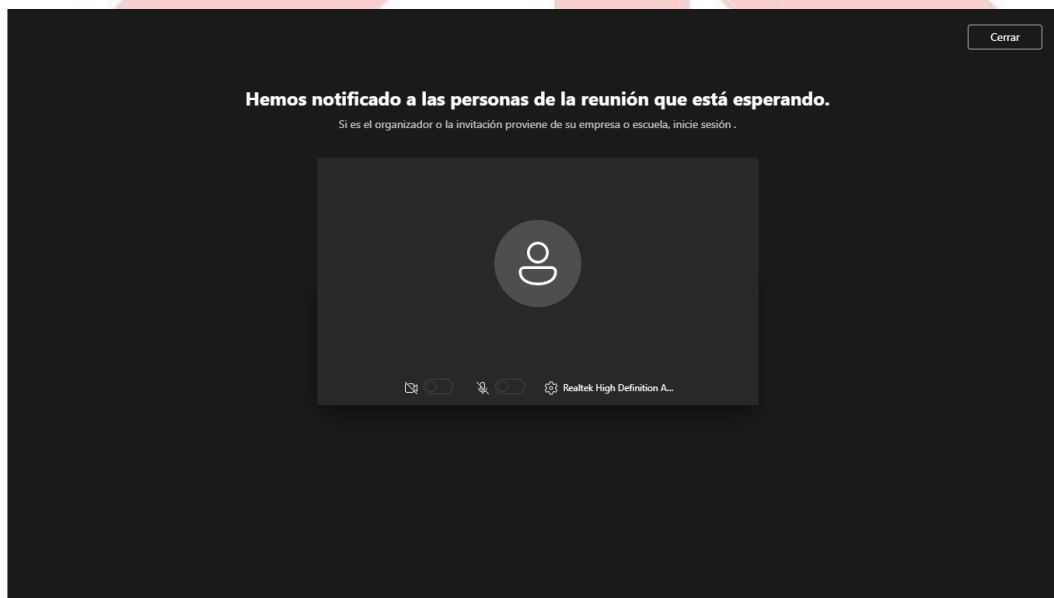 Cerrar
Hemos notificado a las personas de la reunión que está esperando.
Si es el organizador o la invitación proviene de su empresa o escuela, inicie sesión .
Realtek High Definition A...